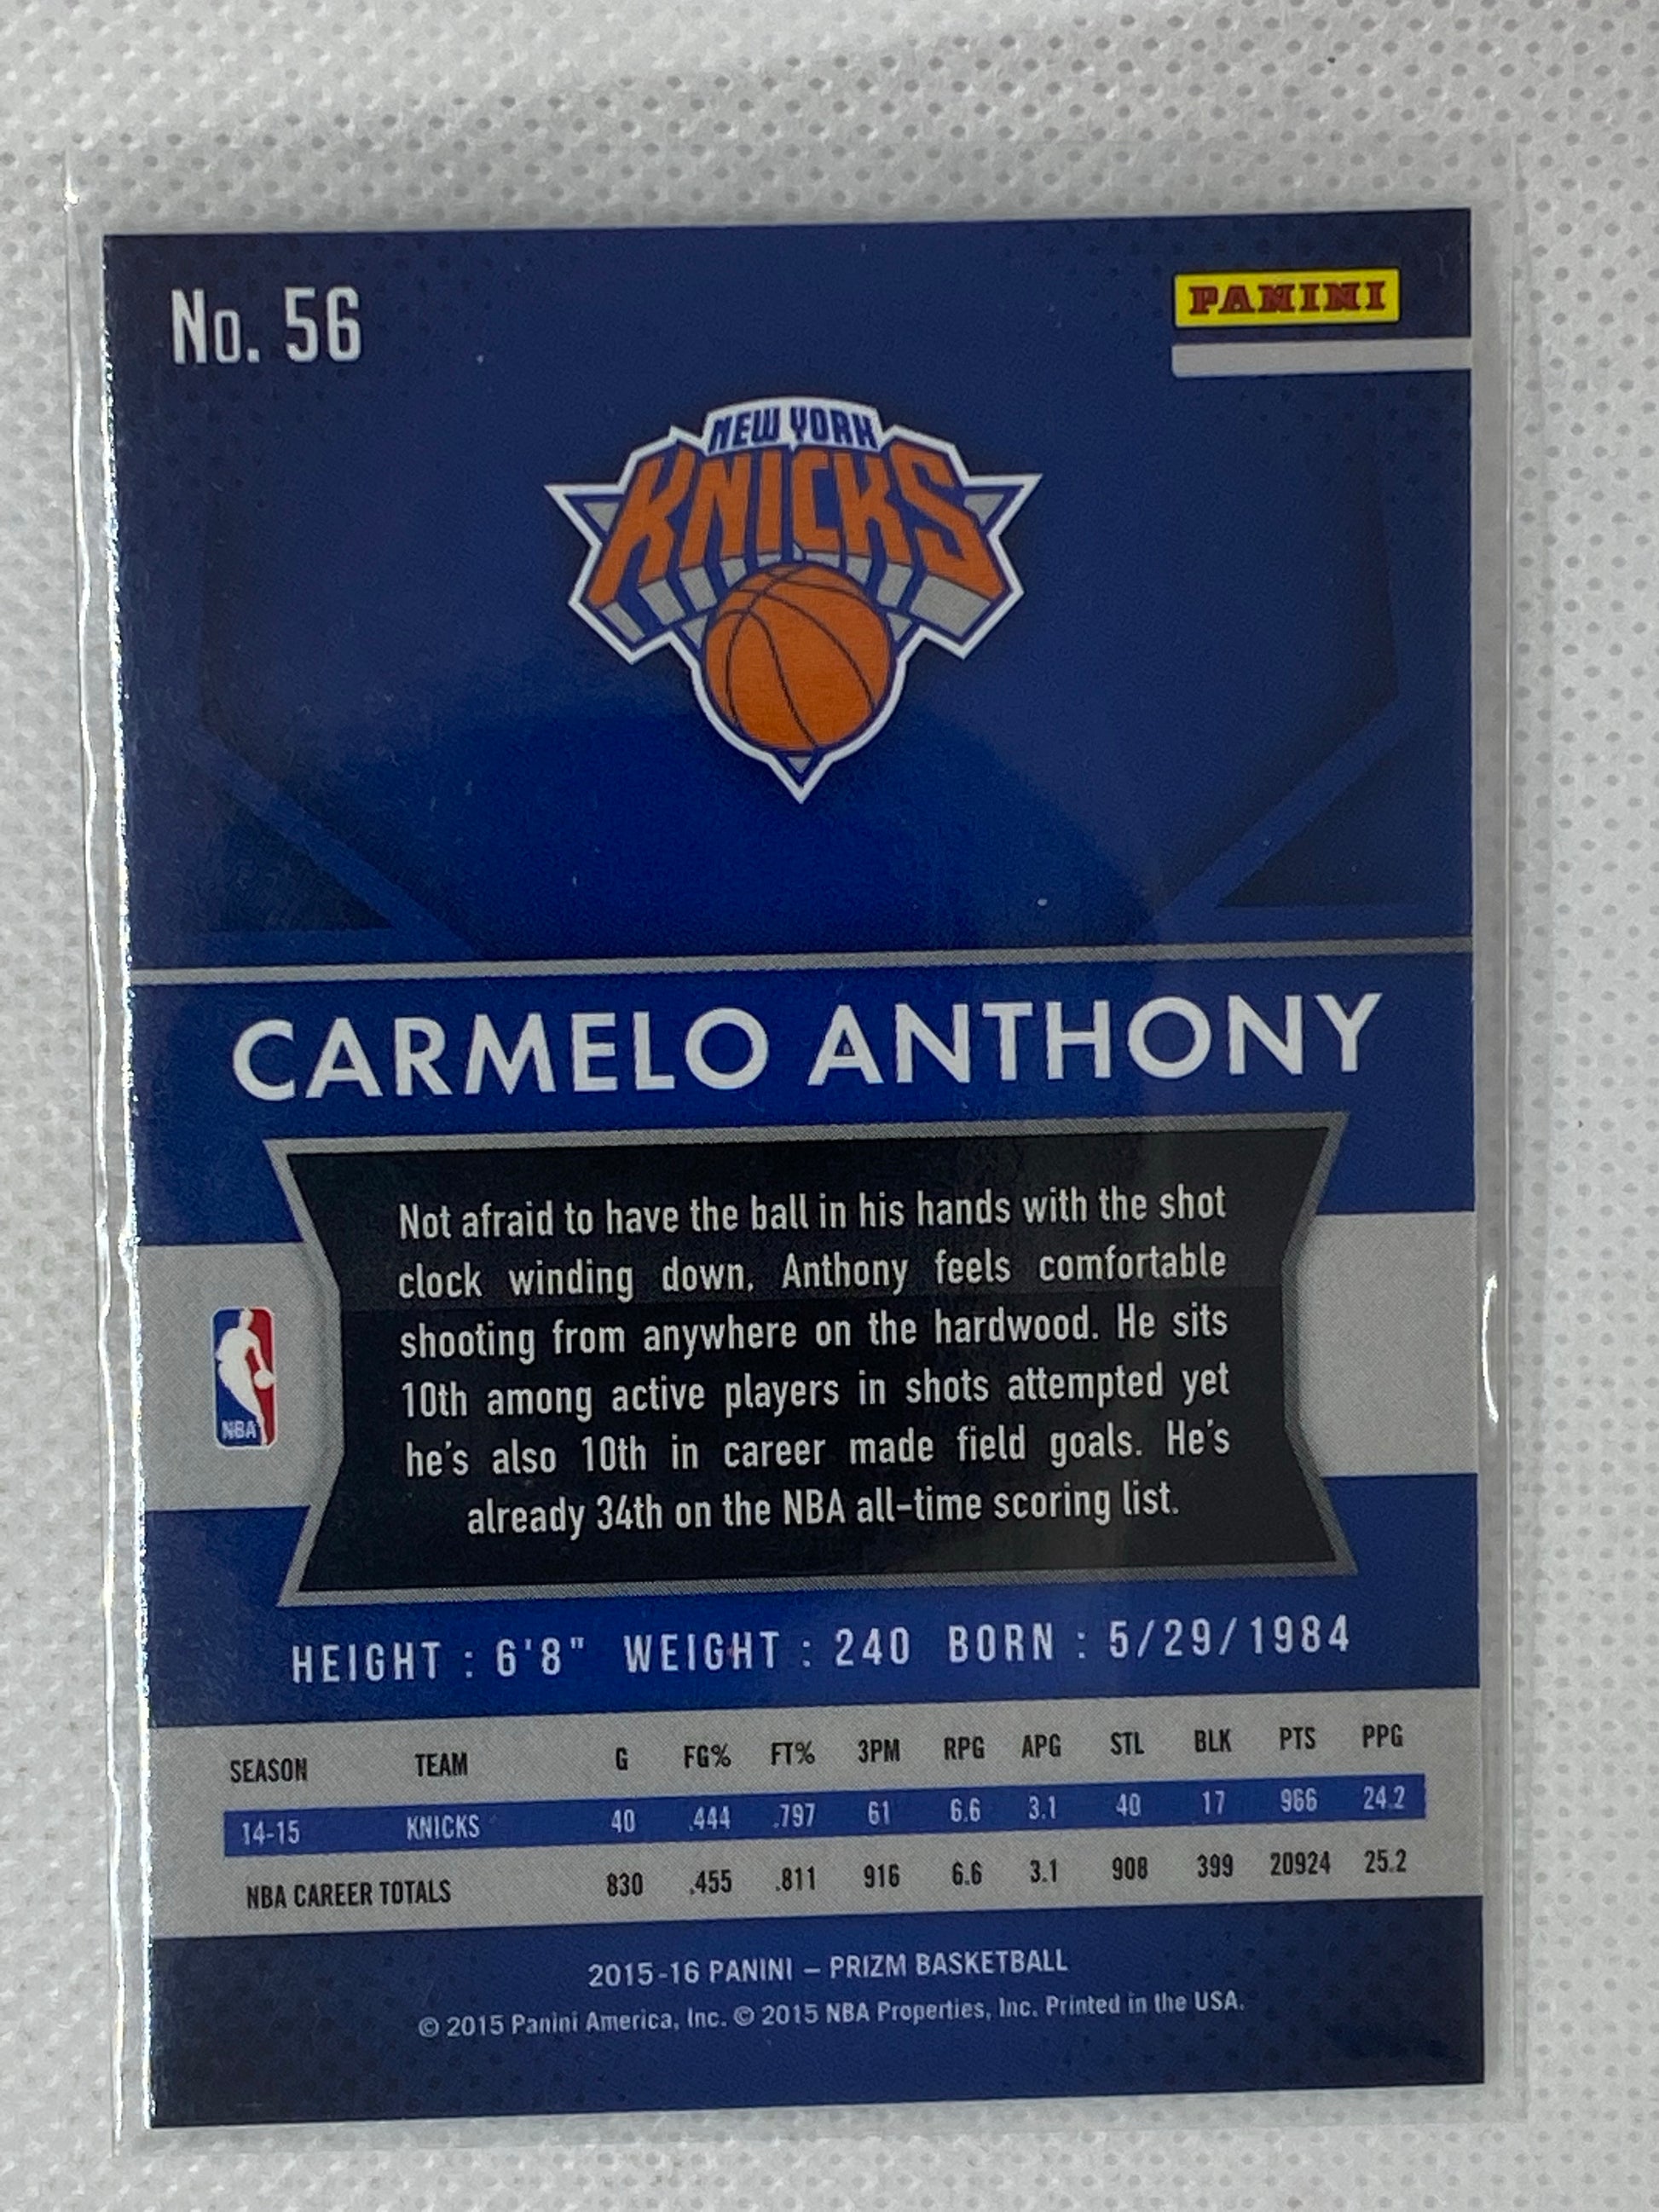 No. 56
PANINI
NEW YORK
KNICKS
CARMELO ANTHONY
Not afraid to have the ball in his hands with the shot
clock winding down, Anthony feels comfortable
shooting from anywhere on the hardwood. He sits
10th among active players in shots attempted yet
he's also 10th in career made field goals. He's
already 34th on the NBA all-time scoring list.
NBA
HEIGHT : 6'8" WEIGHT : 240 BORN : 5/29/1984
SEASON TEAM G FG% FT% 3PM RPG APG STL BLK PTS PPG
14-15 KNICKS 40 .444 .797 61 6.6 3.1 40 17 966 24.2
NBA CAREER TOTALS 830 .455 .811 916 6.6 3.1 908 399 20924 25.2
2015-16 PANINI – PRIZM BASKETBALL
© 2015 Panini America, Inc. © 2015 NBA Properties, Inc. Printed in the USA.